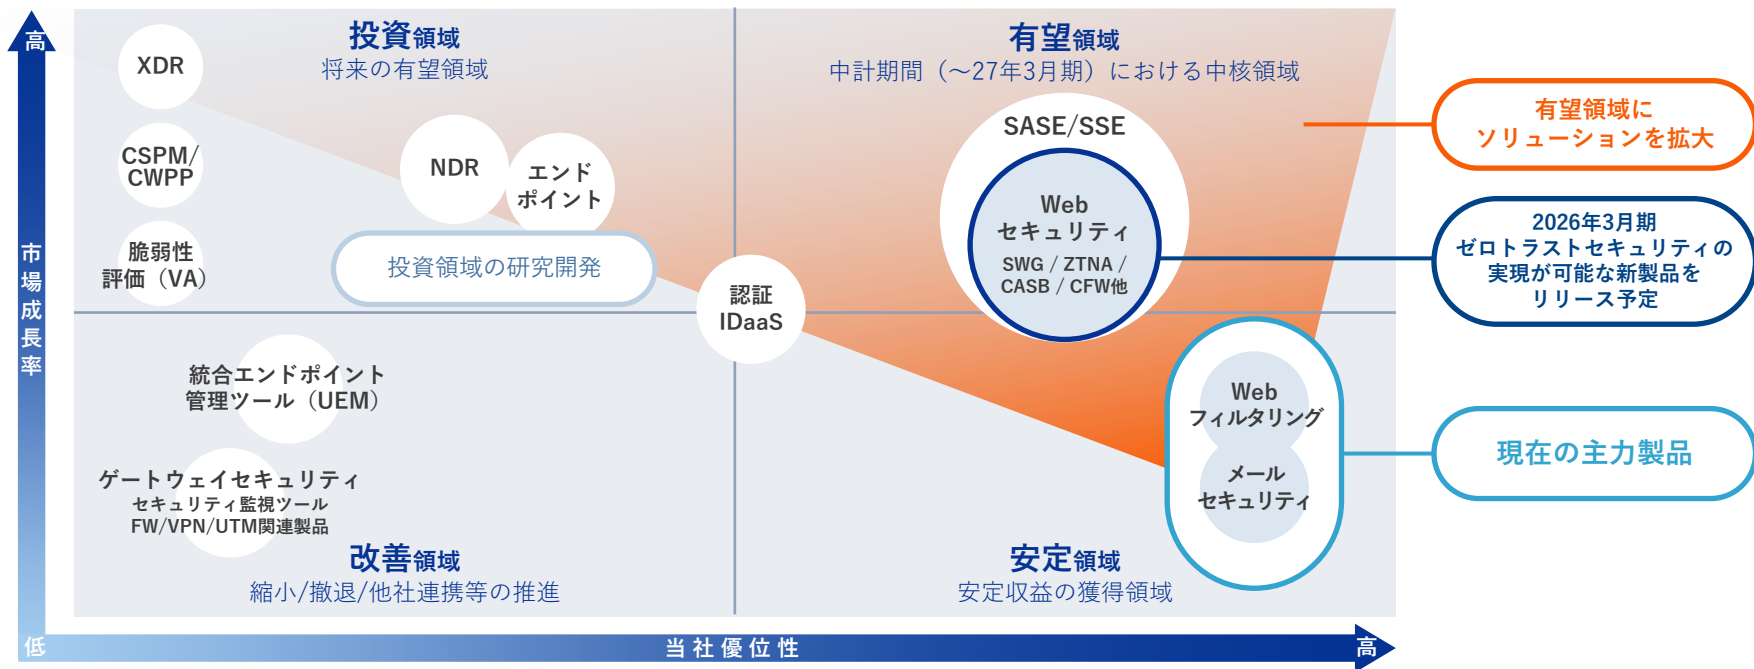 高
市場成長率
低
当社優位性
高
投資領域
将来の有望領域
XDR
CSPM/
CWPP
脆弱性
評価（VA）
NDR
エンド
ポイント
投資領域の研究開発
有望領域
中計期間（～27年3月期）における中核領域
SASE/SSE
Web
セキュリティ
SWG / ZTNA /
CASB / CFW他
認証
IDaaS
統合エンドポイント
管理ツール（UEM）
ゲートウェイセキュリティ
セキュリティ監視ツール
FW/VPN/UTM関連製品
改善領域
縮小/撤退/他社連携等の推進
Web
フィルタリング
メール
セキュリティ
安定領域
安定収益の獲得領域
有望領域に
ソリューションを拡大
2026年3月期
ゼロトラストセキュリティの
実現が可能な新製品を
リリース予定
現在の主力製品